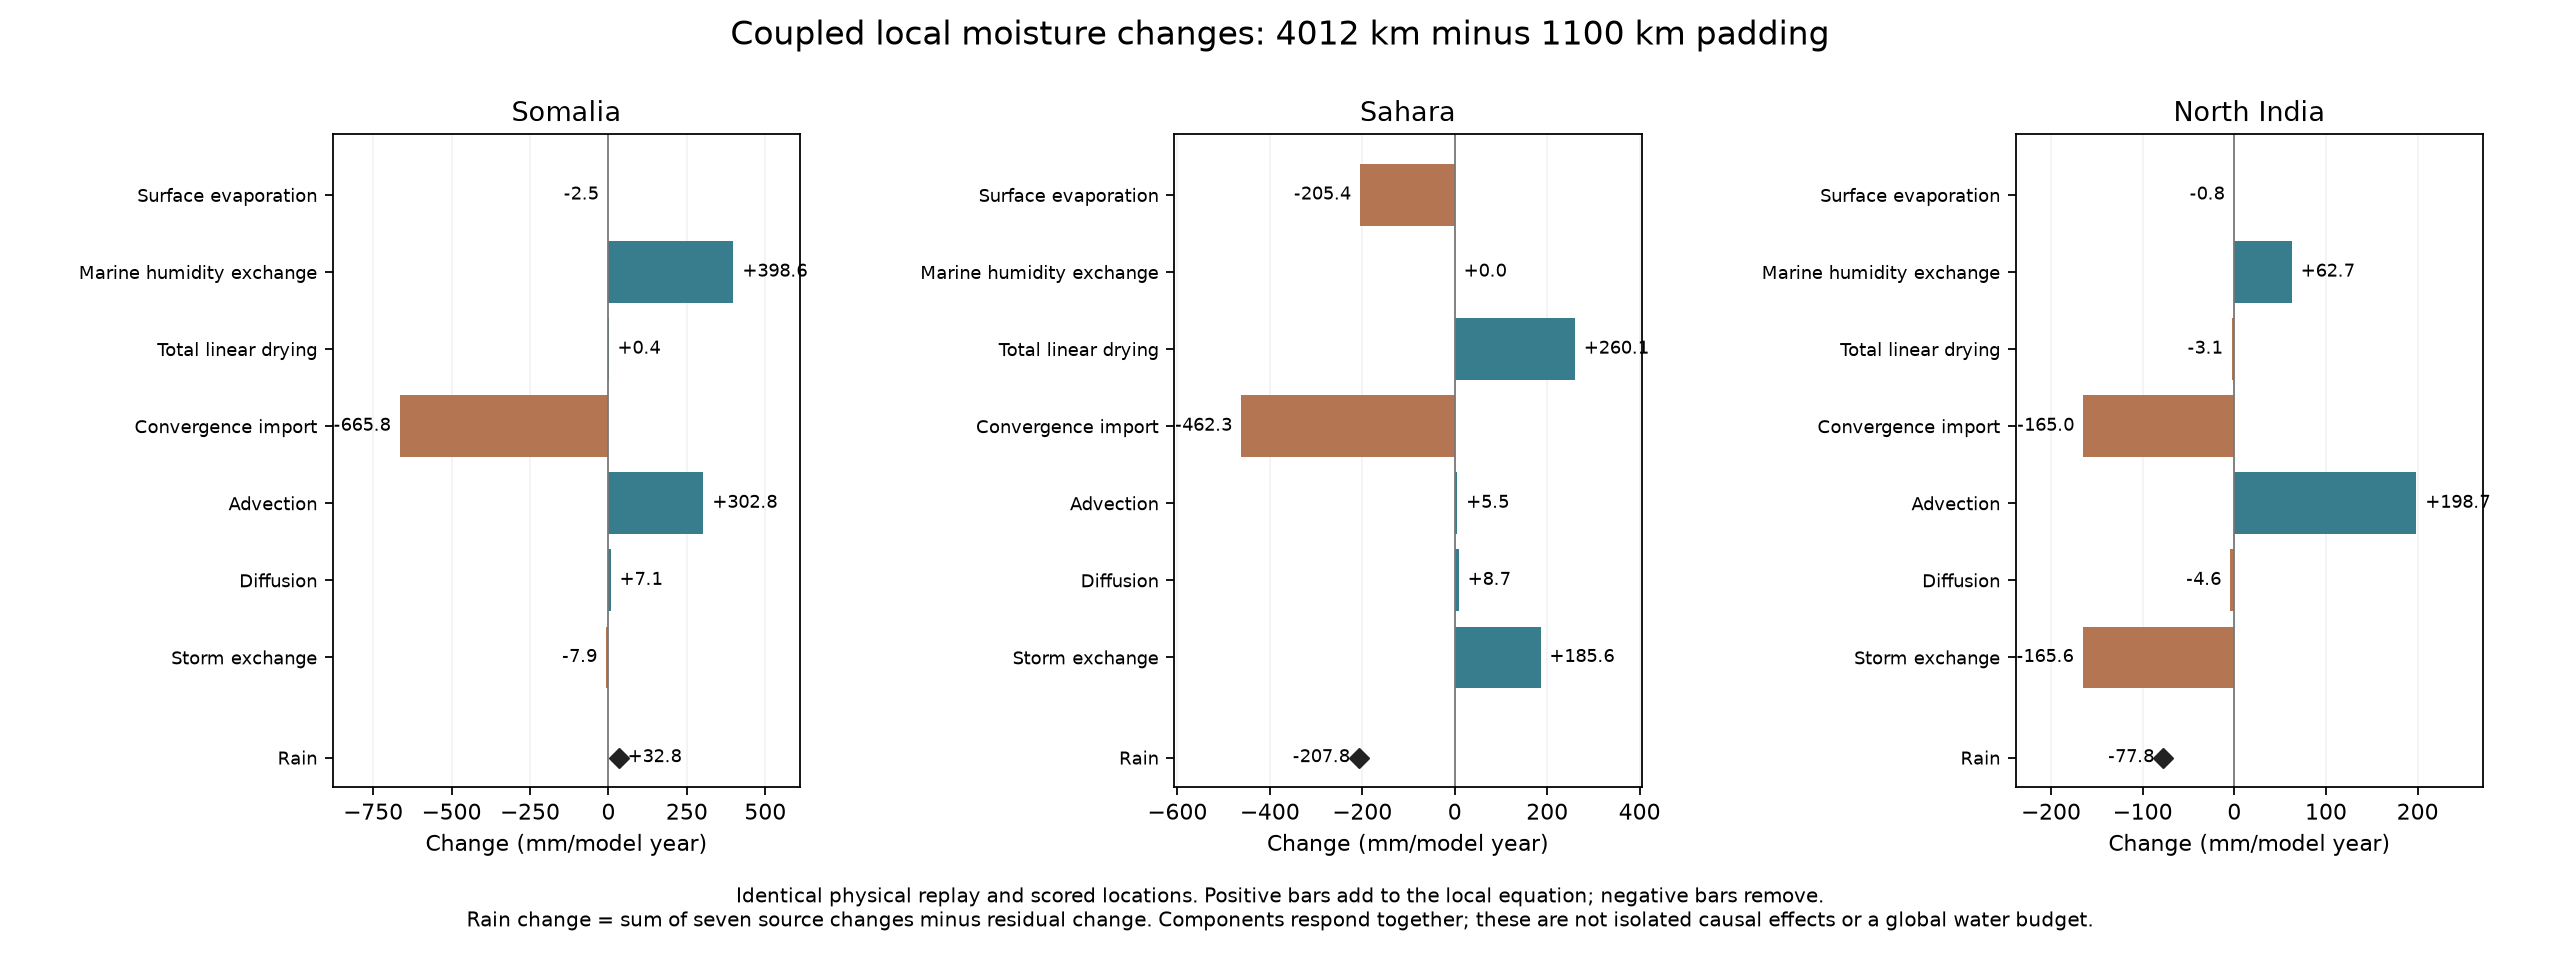 Coupled local moisture changes: 4012 km minus 1100 km padding
Somalia
Surface evaporation
-2.5
Marine humidity exchange
+398.6
Total linear drying
+0.4
Convergence import
-665.8
Advection
+302.8
Diffusion
+7.1
Storm exchange
-7.9
Rain
+32.8
−750 −500 −250 0 250 500
Change (mm/model year)
Sahara
Surface evaporation
-205.4
Marine humidity exchange
+0.0
Total linear drying
+260.1
Convergence import
-462.3
Advection
+5.5
Diffusion
+8.7
Storm exchange
+185.6
Rain
-207.8
−600 −400 −200 0 200 400
Change (mm/model year)
North India
Surface evaporation
-0.8
Marine humidity exchange
+62.7
Total linear drying
-3.1
Convergence import
-165.0
Advection
+198.7
Diffusion
-4.6
Storm exchange
-165.6
Rain
-77.8
−200 −100 0 100 200
Change (mm/model year)
Identical physical replay and scored locations. Positive bars add to the local equation; negative bars remove.
Rain change = sum of seven source changes minus residual change. Components respond together; these are not isolated causal effects or a global water budget.